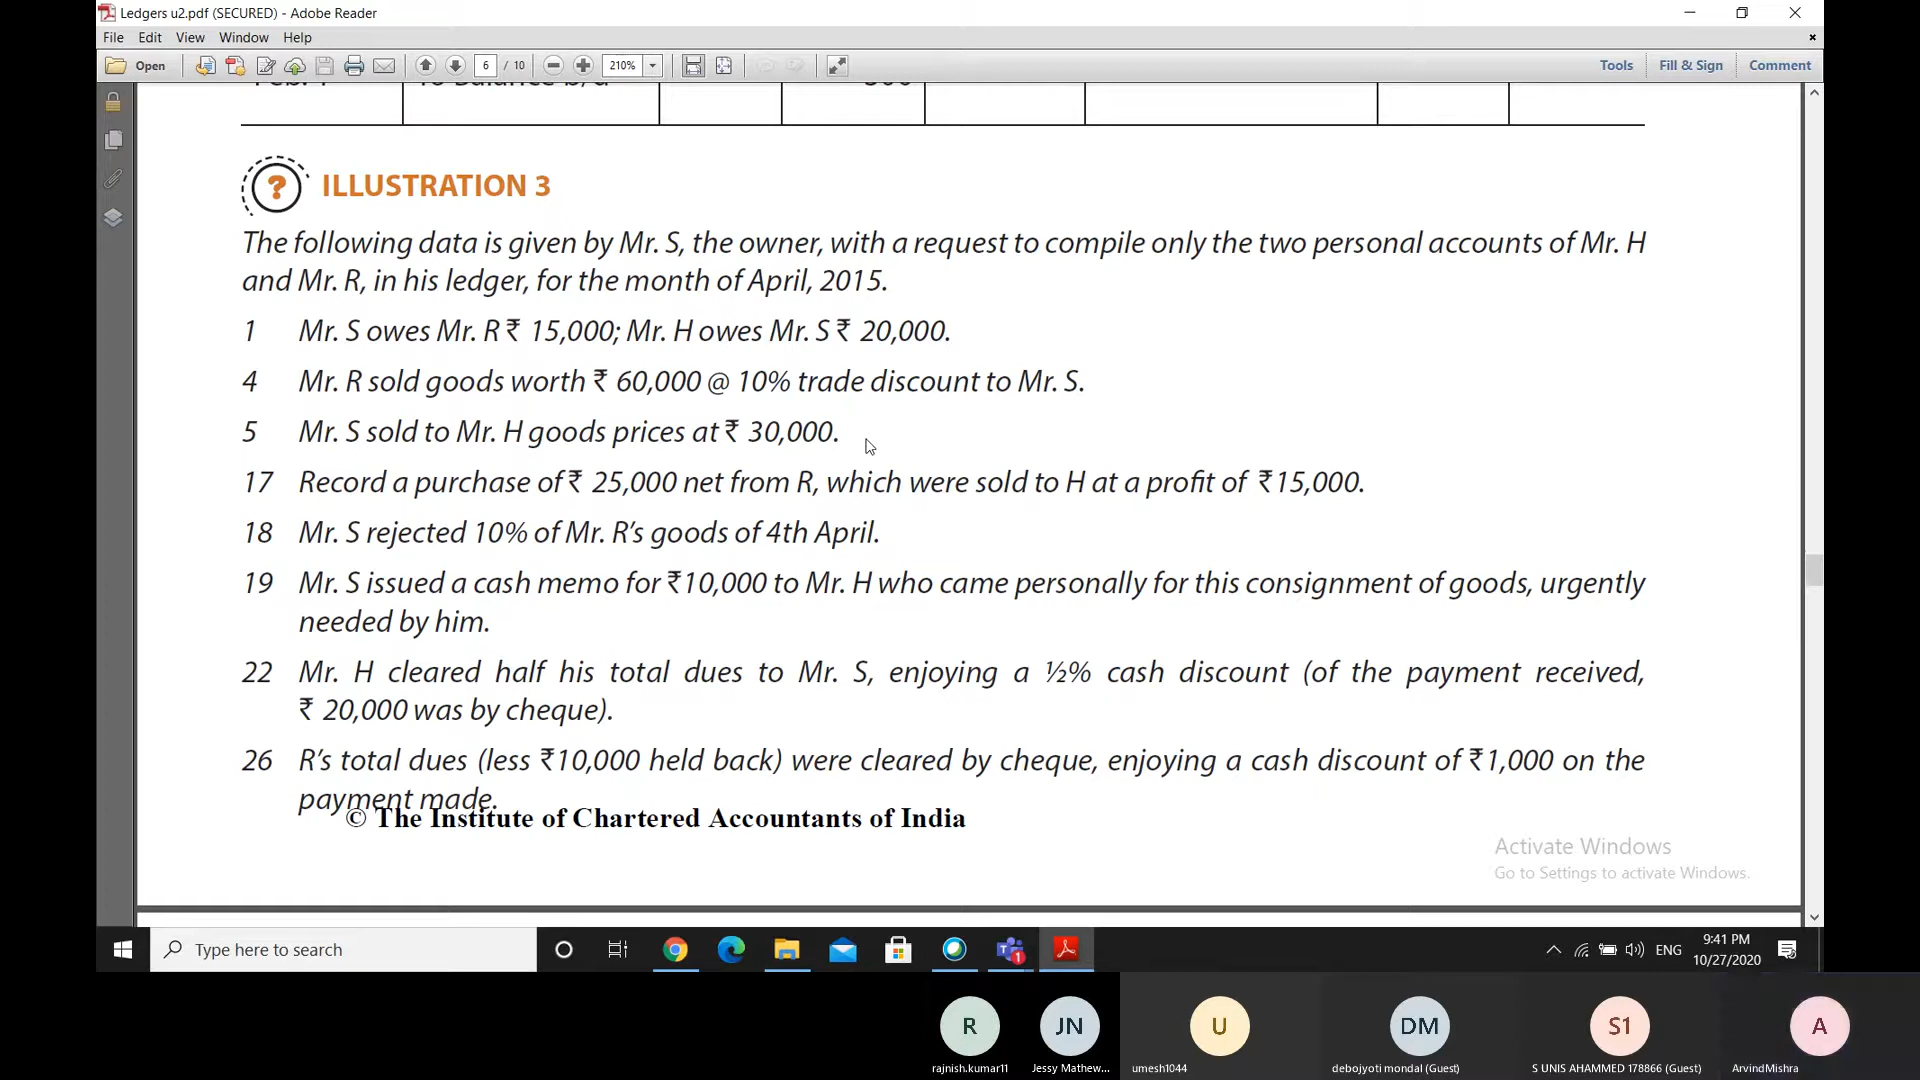 Ledgers u2.pdf (SECURED) - Adobe Reader
File Edit View Window Help
Open 6 / 10 210% Tools Fill & Sign Comment
Feb. 1 To Balance b/d 500
? ILLUSTRATION 3
The following data is given by Mr. S, the owner, with a request to compile only the two personal accounts of Mr. H
and Mr. R, in his ledger, for the month of April, 2015.
1 Mr. S owes Mr. R ₹ 15,000; Mr. H owes Mr. S ₹ 20,000.
4 Mr. R sold goods worth ₹ 60,000 @ 10% trade discount to Mr. S.
5 Mr. S sold to Mr. H goods prices at ₹ 30,000.
17 Record a purchase of ₹ 25,000 net from R, which were sold to H at a profit of ₹15,000.
18 Mr. S rejected 10% of Mr. R’s goods of 4th April.
19 Mr. S issued a cash memo for ₹10,000 to Mr. H who came personally for this consignment of goods, urgently
needed by him.
22 Mr. H cleared half his total dues to Mr. S, enjoying a ½% cash discount (of the payment received,
₹ 20,000 was by cheque).
26 R’s total dues (less ₹10,000 held back) were cleared by cheque, enjoying a cash discount of ₹1,000 on the
payment made.
© The Institute of Chartered Accountants of India
Activate Windows
Go to Settings to activate Windows.
Type here to search
ENG
9:41 PM
10/27/2020
1
R JN U DM S1 A
rajnish.kumar11 Jessy Mathew... umesh1044 debojyoti mondal (Guest) S UNIS AHAMMED 178866 (Guest) ArvindMishra